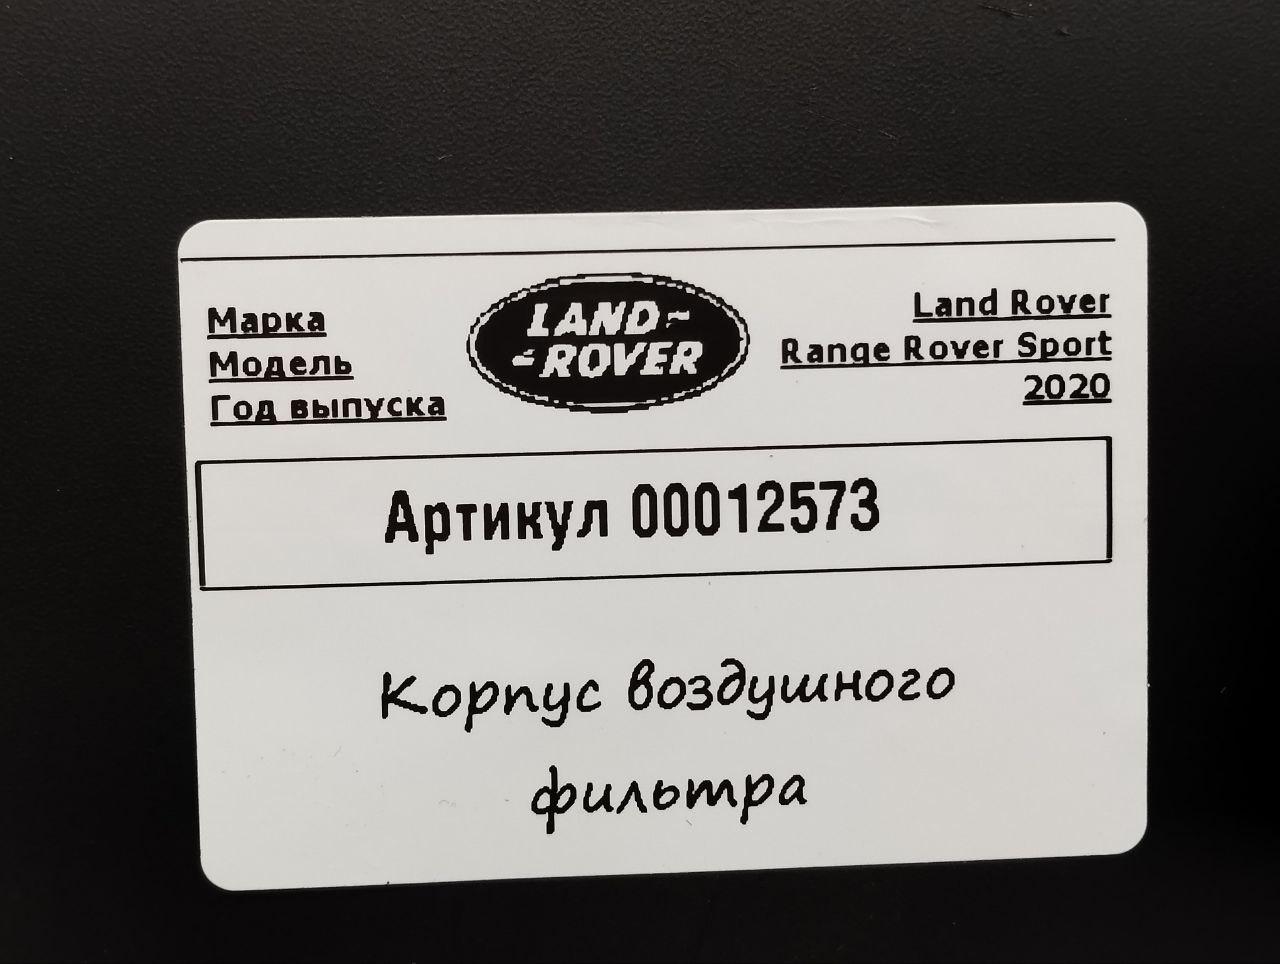 Марка
Модель
Год выпуска
LAND-
-ROVER
Land Rover
Range Rover Sport
2020
Артикул 00012573
Корпус воздушного
фильтра